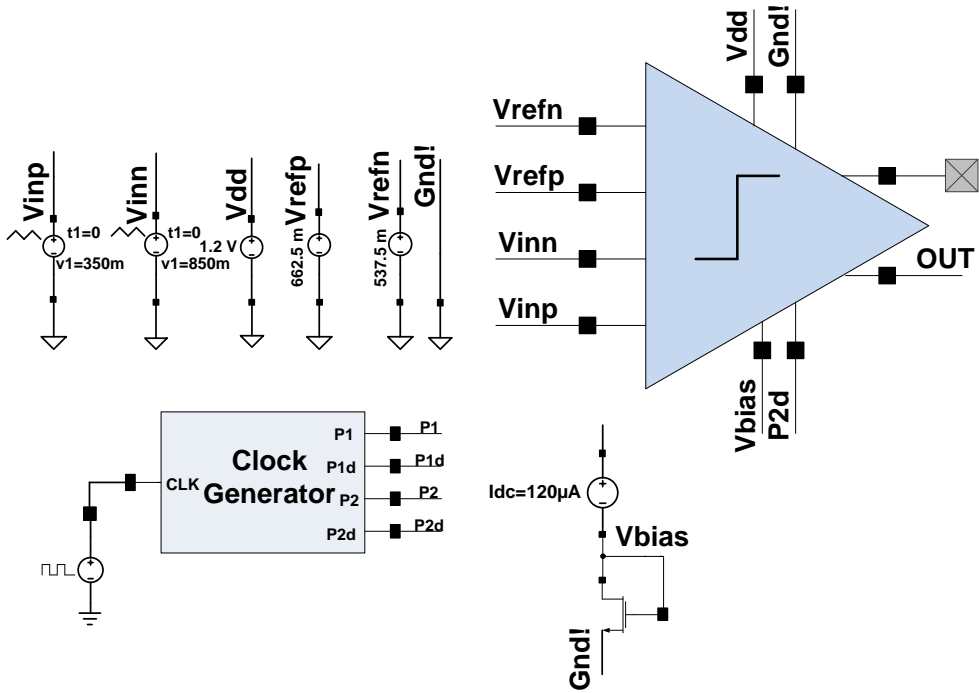 Vinp
t1=0
v1=350m
Vinn
t1=0
v1=850m
Vdd
1.2 V
Vrefp
662.5 m
Vrefn
537.5 m
Gnd!
Vdd
Gnd!
Vrefn
Vrefp
Vinn
Vinp
OUT
Vbias
P2d
CLK
Clock
Generator
P1
P1d
P2
P2d
P1
P1d
P2
P2d
Idc=120µA
Vbias
Gnd!